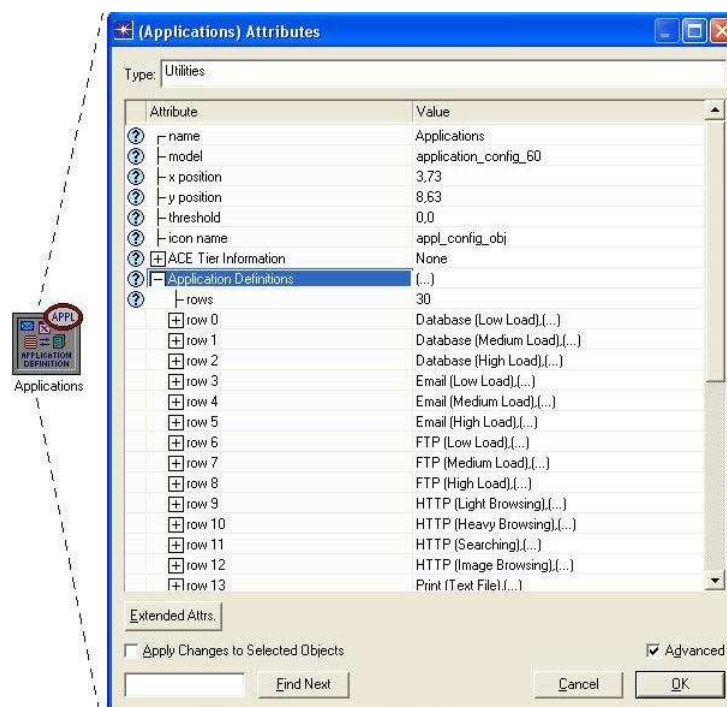 (Applications) Attributes
Type: Utilities
Attribute Value
name Applications
model application_config_60
x position 3,73
y position 8,63
threshold 0,0
icon name appl_config_obj
ACE Tier Information None
Application Definitions (...)
rows 30
row 0 Database (Low Load),(...)
row 1 Database (Medium Load),(...)
row 2 Database (High Load),(...)
row 3 Email (Low Load),(...)
row 4 Email (Medium Load),(...)
row 5 Email (High Load),(...)
row 6 FTP (Low Load),(...)
row 7 FTP (Medium Load),(...)
row 8 FTP (High Load),(...)
row 9 HTTP (Light Browsing),(...)
row 10 HTTP (Heavy Browsing),(...)
row 11 HTTP (Searching),(...)
row 12 HTTP (Image Browsing),(...)
row 13 Print (Text File),(...)
Extended Attrs.
Apply Changes to Selected Objects Advanced
Find Next Cancel OK
APPL
APPLICATION
DEFINITION
Applications